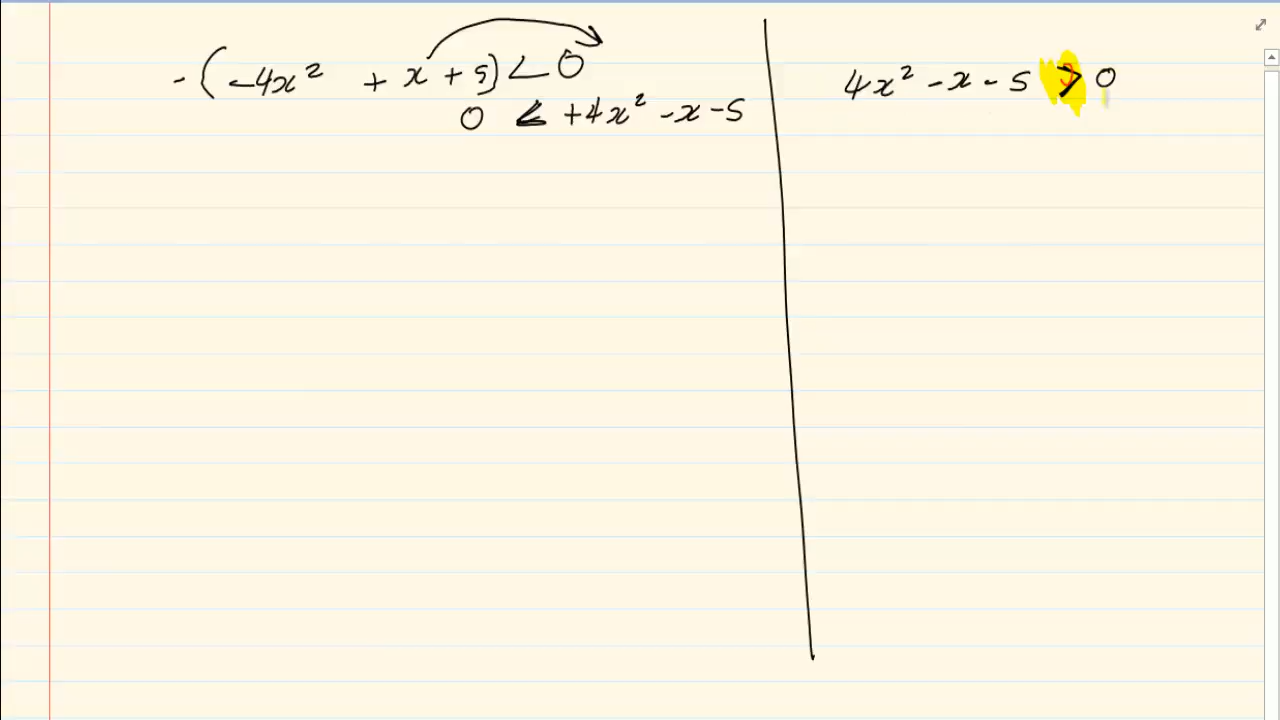 -(-4x² + x + 5) < 0
0 < +4x² - x - 5
4x² - x - 5 > 0